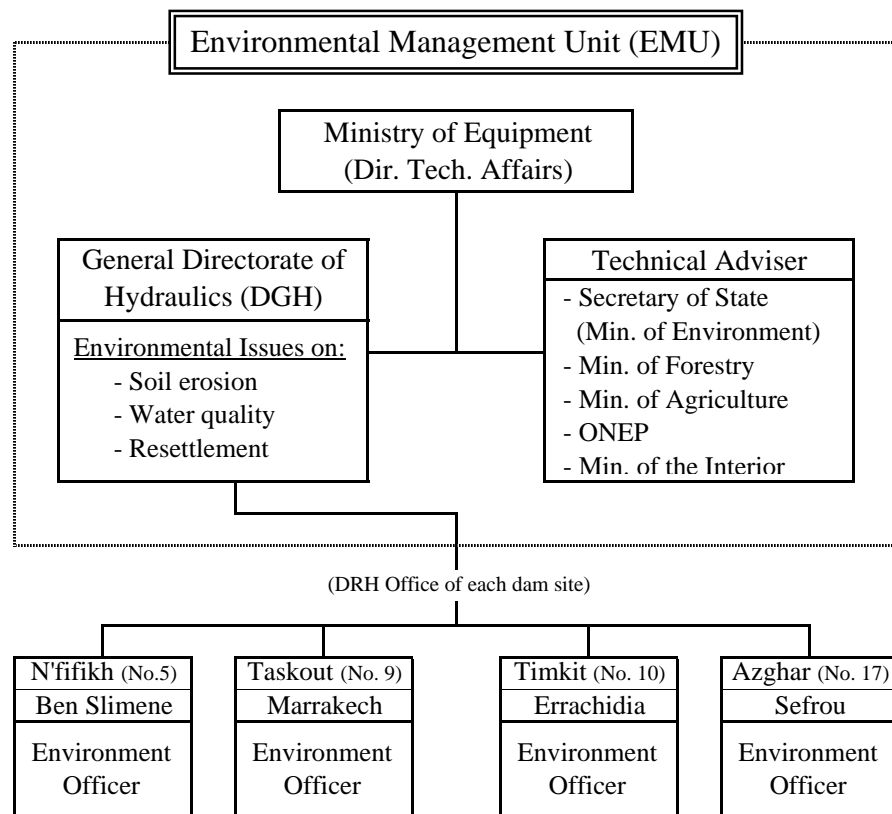 Environmental Management Unit (EMU)
Ministry of Equipment
(Dir. Tech. Affairs)
General Directorate of
Hydraulics (DGH)
Environmental Issues on:
- Soil erosion
- Water quality
- Resettlement
Technical Adviser
- Secretary of State
(Min. of Environment)
- Min. of Forestry
- Min. of Agriculture
- ONEP
- Min. of the Interior
(DRH Office of each dam site)
N'fifikh (No.5)
Ben Slimene
Environment
Officer
Taskout (No. 9)
Marrakech
Environment
Officer
Timkit (No. 10)
Errachidia
Environment
Officer
Azghar (No. 17)
Sefrou
Environment
Officer